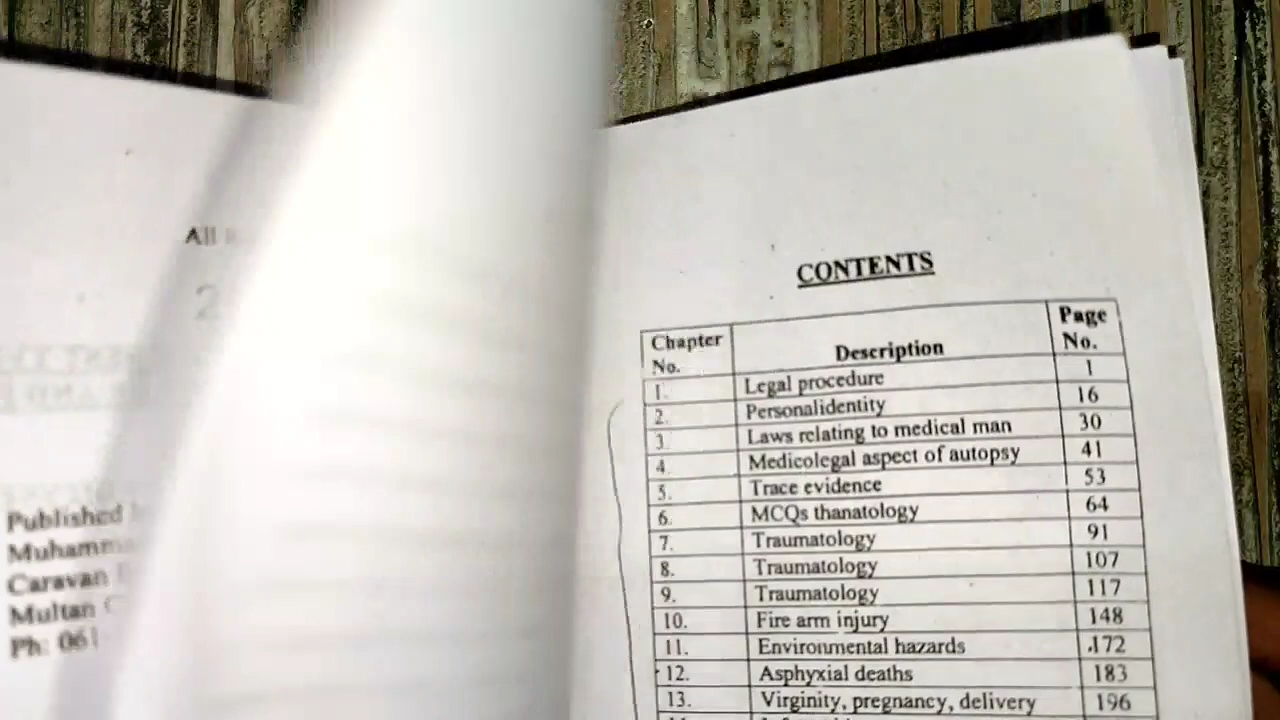 All
2
Published
Caravan
Multan
Ph: 061
CONTENTS
Chapter No. Description Page No.
1. Legal procedure 1
2. Personalidentity 16
3. Laws relating to medical man 30
4. Medicolegal aspect of autopsy 41
5. Trace evidence 53
6. MCQs thanatology 64
7. Traumatology 91
8. Traumatology 107
9. Traumatology 117
10. Fire arm injury 148
11. Environmental hazards 172
12. Asphyxial deaths 183
13. Virginity, pregnancy, delivery 196